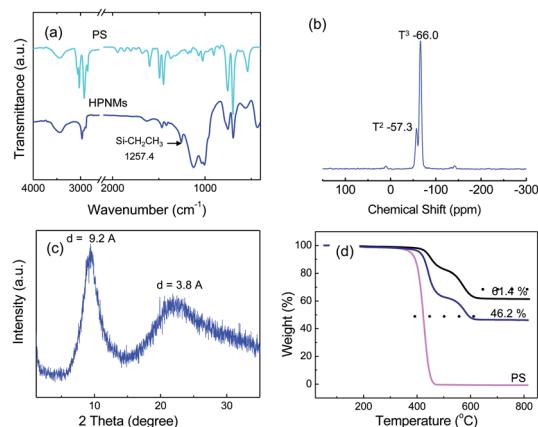 (a)
PS
HPNMs
Si-CH₂CH₃
1257.4
Transmittance (a.u.)
4000 3000 2000 1000
Wavenumber (cm⁻¹)
(b)
T³ -66.0
T² -57.3
100 0 -100 -200 -300
Chemical Shift (ppm)
(c)
d = 9.2 A
d = 3.8 A
Intensity (a.u.)
10 20 30
2 Theta (degree)
(d)
61.4 %
46.2 %
PS
Weight (%)
100
80
60
40
20
0
200 400 600 800
Temperature (°C)